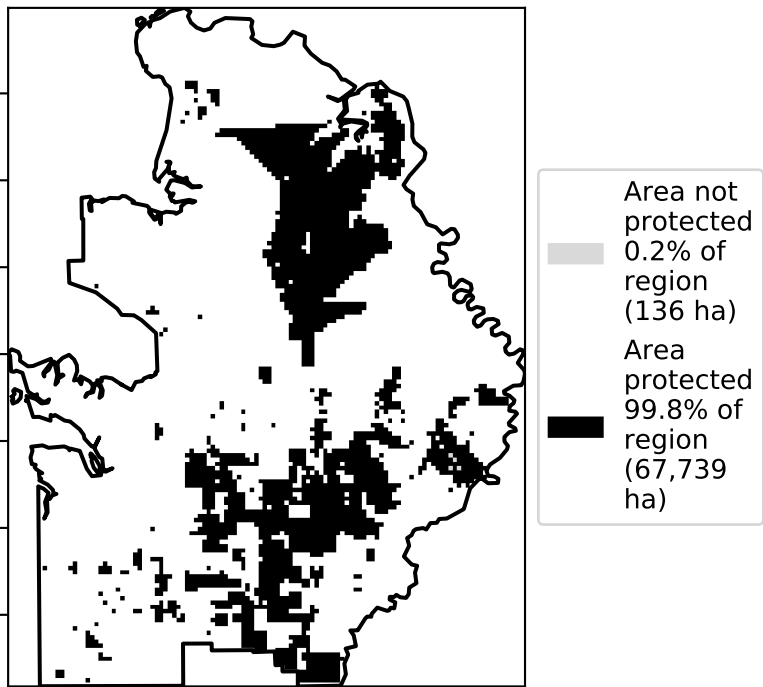 Area not
protected
0.2% of
region
(136 ha)
Area
protected
99.8% of
region
(67,739
ha)